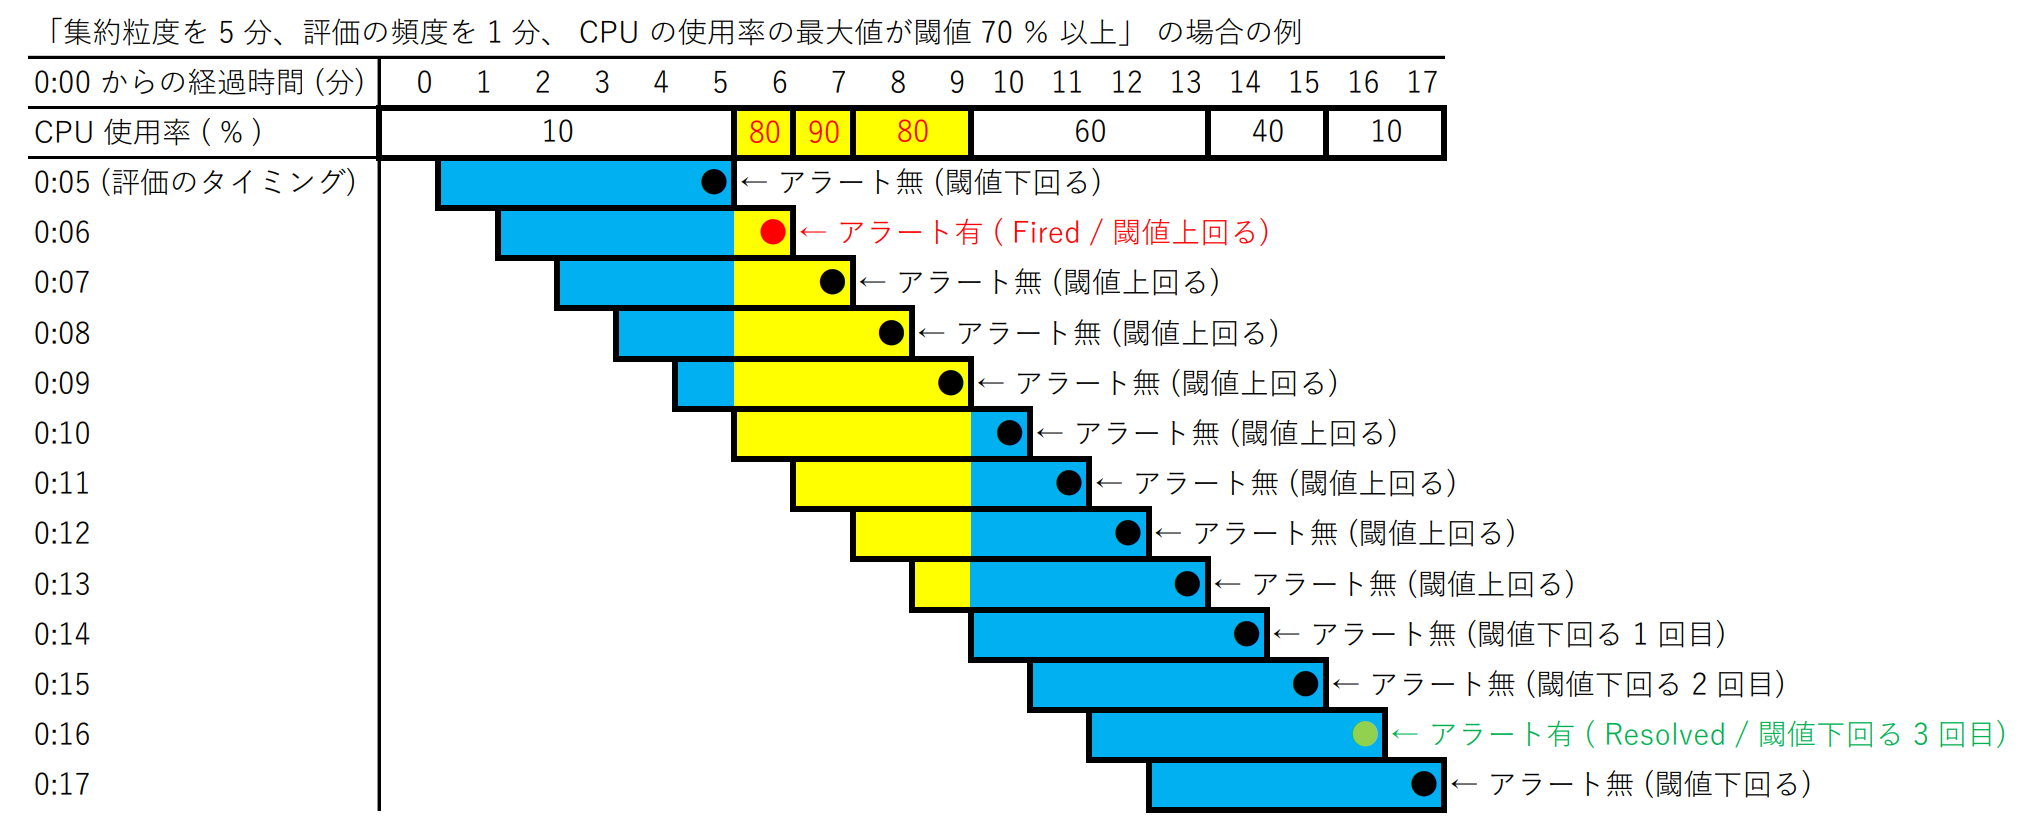 「集約粒度を 5 分、評価の頻度を 1 分、 CPU の使用率の最大値が閾値 70 % 以上」 の場合の例
0:00 からの経過時間 (分) 0 1 2 3 4 5 6 7 8 9 10 11 12 13 14 15 16 17
CPU 使用率 ( % ) 10 80 90 80 60 40 10
0:05 (評価のタイミング) ← アラート無 (閾値下回る)
0:06 ← アラート有 ( Fired / 閾値上回る)
0:07 ← アラート無 (閾値上回る)
0:08 ← アラート無 (閾値上回る)
0:09 ← アラート無 (閾値上回る)
0:10 ← アラート無 (閾値上回る)
0:11 ← アラート無 (閾値上回る)
0:12 ← アラート無 (閾値上回る)
0:13 ← アラート無 (閾値上回る)
0:14 ← アラート無 (閾値下回る 1 回目)
0:15 ← アラート無 (閾値下回る 2 回目)
0:16 ← アラート有 ( Resolved / 閾値下回る 3 回目)
0:17 ← アラート無 (閾値下回る)